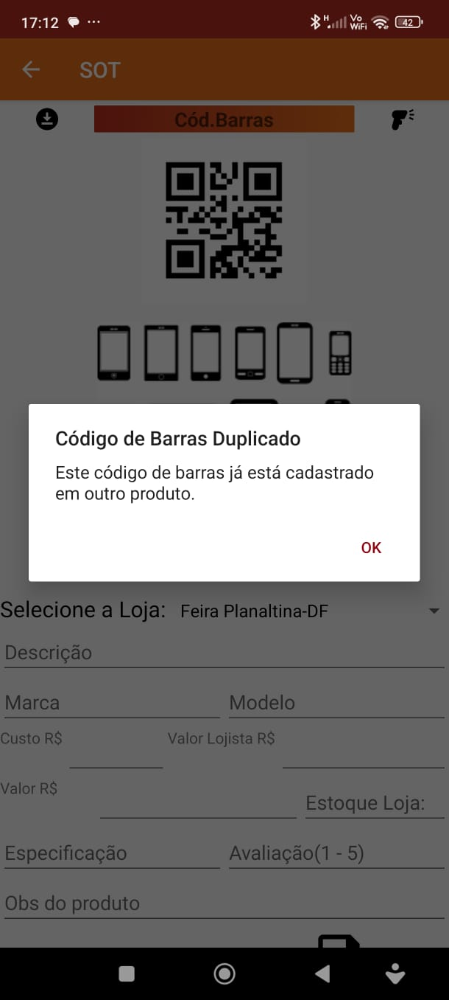 17:12
H
Vo
WiFi
42
SOT
Cód.Barras
Código de Barras Duplicado
Este código de barras já está cadastrado
em outro produto.
OK
Selecione a Loja: Feira Planaltina-DF
Descrição
Marca Modelo
Custo R$ Valor Lojista R$
Valor R$
Estoque Loja:
Especificação Avaliação(1 - 5)
Obs do produto